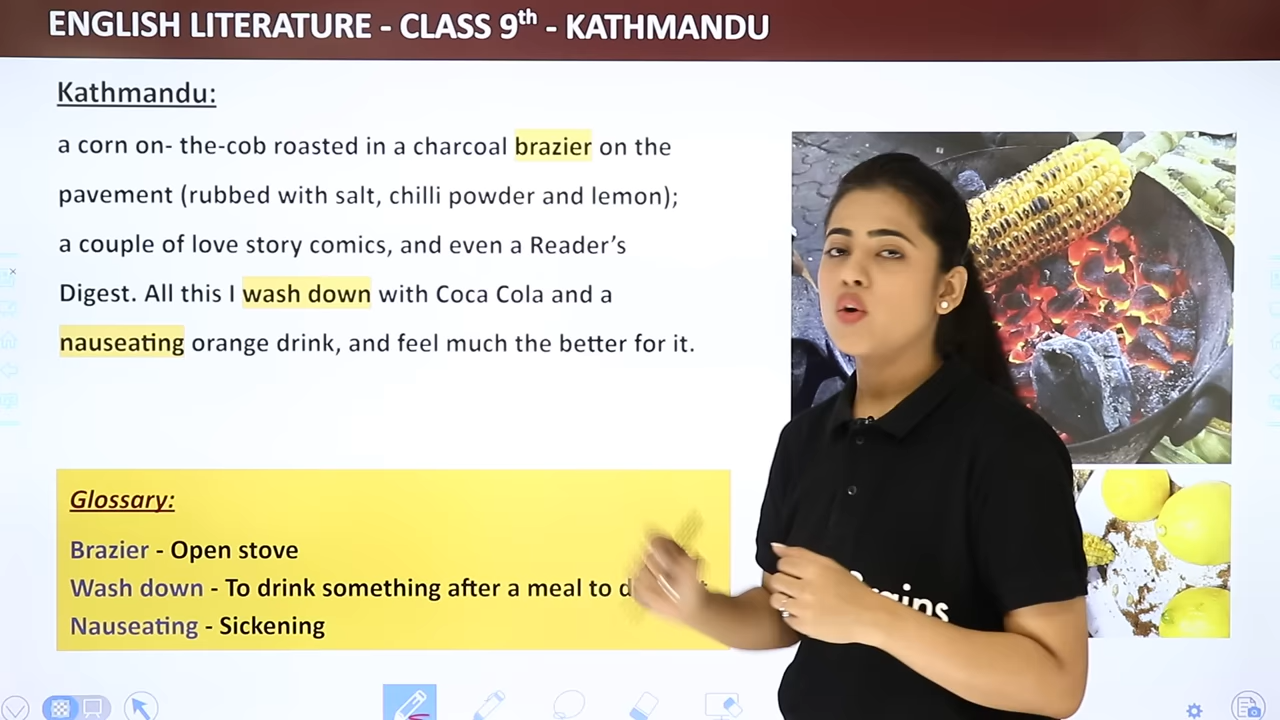 ENGLISH LITERATURE - CLASS 9th - KATHMANDU
Kathmandu:
a corn on- the-cob roasted in a charcoal brazier on the
pavement (rubbed with salt, chilli powder and lemon);
a couple of love story comics, and even a Reader's
Digest. All this I wash down with Coca Cola and a
nauseating orange drink, and feel much the better for it.
Glossary:
Brazier - Open stove
Wash down - To drink something after a meal to
Nauseating - Sickening